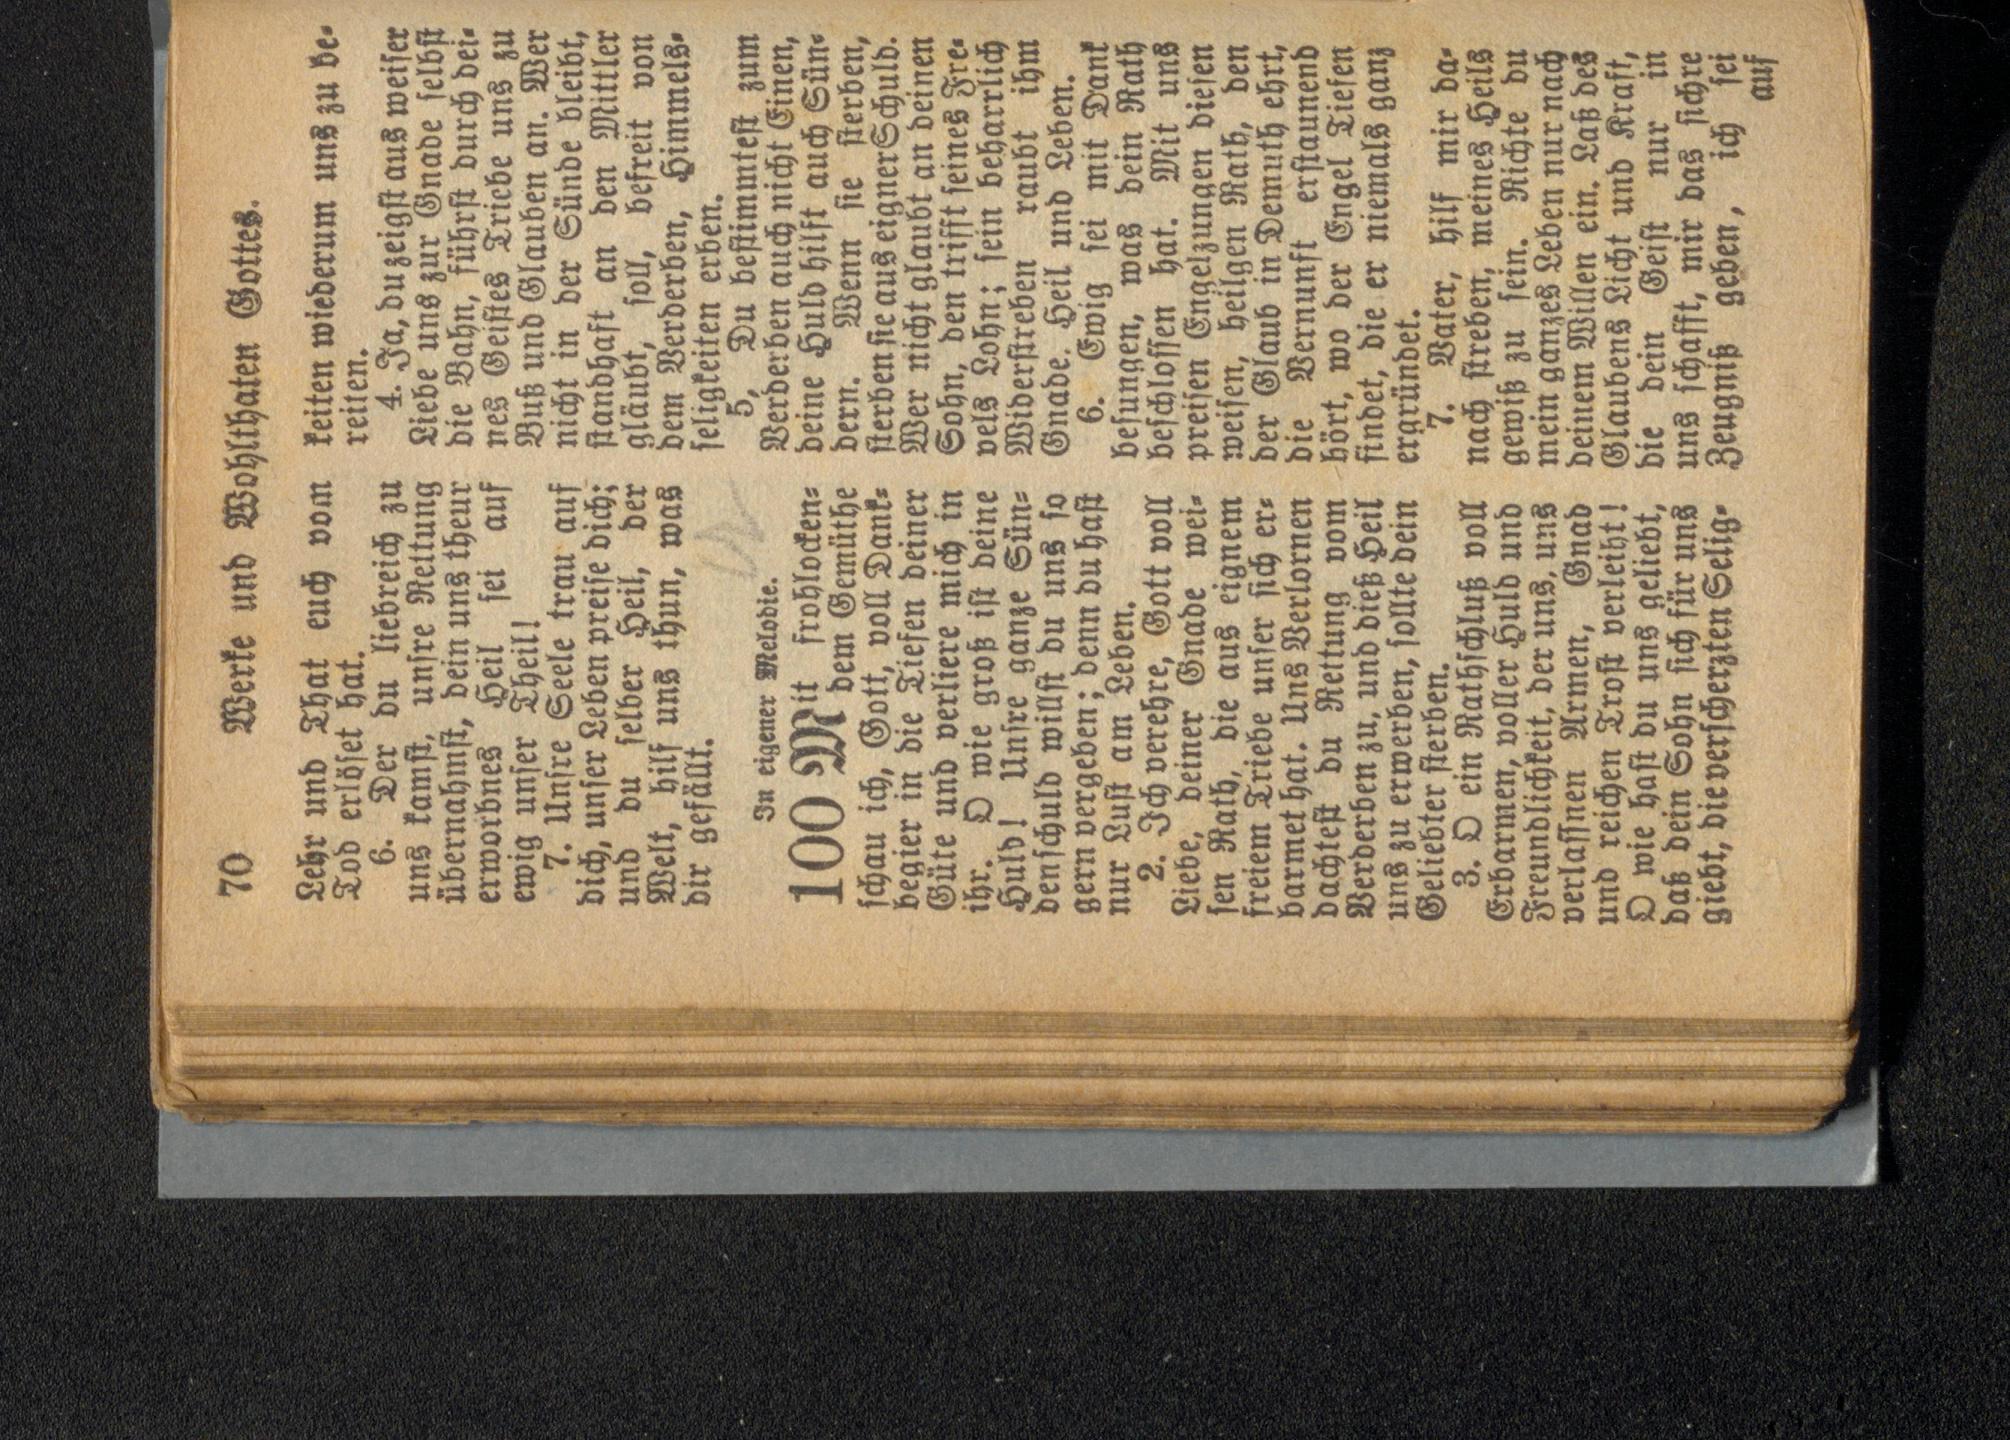 70 Werke und Wohlthaten Gottes.
Lehr und That euch vom
Tod erlöset hat.
6. Der du liebreich zu
uns kamst, unsre Rettung
übernahmst, dein uns theur
erworbnes Heil sei auf
ewig unser Theil!
7. Unsre Seele trau auf
dich, unser Leben preise dich;
und du selber Heil, der
Welt, hilf uns thun, was
dir gefällt.
In eigener Melodie.
100 Mit frohlocken-
dem Gemüthe
schau ich, Gott, voll Dank-
begier in die Tiefen deiner
Güte und verliere mich in
ihr. O wie groß ist deine
Huld! Unsre ganze Sün-
denschuld willst du uns so
gern vergeben; denn du hast
nur Lust am Leben.
2. Ich verehre, Gott voll
Liebe, deiner Gnade wei-
sen Rath, die aus eignem
freiem Triebe unser sich er-
barmet hat. Uns Verlornen
dachtest du Rettung vom
Verderben zu, und dieß Heil
uns zu erwerben, sollte dein
Geliebter sterben.
3. O ein Rathschluß voll
Erbarmen, voller Huld und
Freundlichkeit, der uns, uns
verlaßnen Armen, Gnad
und reichen Trost verleiht!
O wie hast du uns geliebt,
daß dein Sohn sich für uns
giebt, die verscherzten Selig-
keiten wiederum uns zu be-
reiten.
4. Ja, du zeigst aus weiser
Liebe uns zur Gnade selbst
die Bahn, führst durch dei-
nes Geistes Triebe uns zu
Buß und Glauben an. Wer
nicht in der Sünde bleibt,
standhaft an den Mittler
gläubt, soll, befreit von
dem Verderben, Himmels-
seligkeiten erben.
5, Du bestimmtest zum
Verderben auch nicht Einen,
deine Huld hilft auch Sün-
dern. Wenn sie sterben,
sterben sie aus eigner Schuld.
Wer nicht glaubt an deinen
Sohn, den trifft seines Fre-
vels Lohn; sein beharrlich
Widerstreben raubt ihm
Gnade, Heil und Leben.
6. Ewig sei mit Dank
besungen, was dein Rath
beschlossen hat. Mit uns
preisen Engelzungen diesen
weisen, heilgen Rath, den
der Glaub in Demuth ehrt,
die Vernunft erstaunend
hört, wo der Engel Tiefen
findet, die er niemals ganz
ergründet.
7. Vater, hilf mir da-
nach streben, meines Heils
gewiß zu sein. Richte du
mein ganzes Leben nur nach
deinem Willen ein. Laß des
Glaubens Licht und Kraft,
die dein Geist nur in
uns schafft, mir das sichre
Zeugniß geben, ich sei
auf